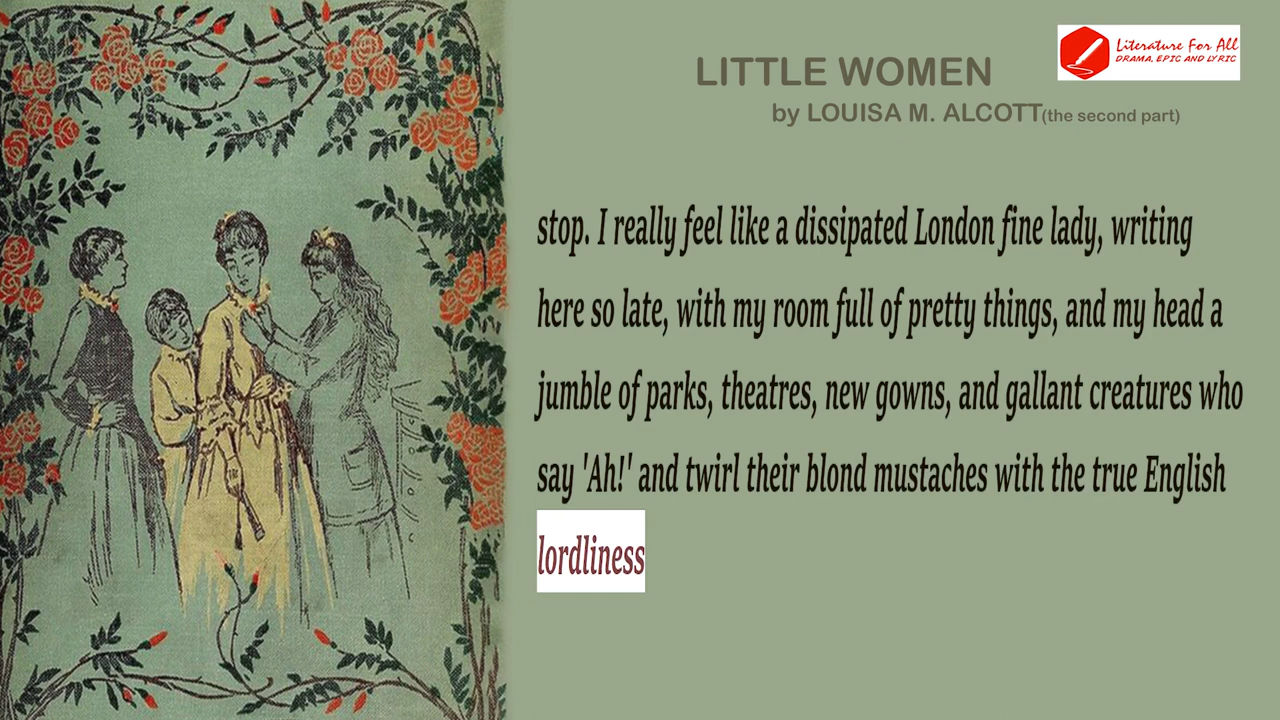 LITTLE WOMEN
by LOUISA M. ALCOTT(the second part)
Literature For All
DRAMA, EPIC AND LYRIC
stop. I really feel like a dissipated London fine lady, writing
here so late, with my room full of pretty things, and my head a
jumble of parks, theatres, new gowns, and gallant creatures who
say 'Ah!' and twirl their blond mustaches with the true English
lordliness